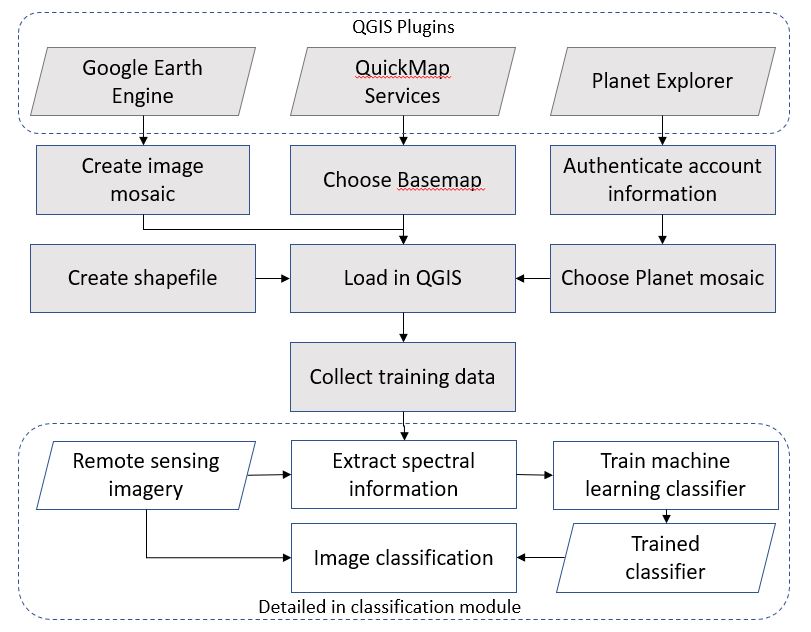 QGIS Plugins
Google Earth
Engine
QuickMap
Services
Planet Explorer
Create image
mosaic
Choose Basemap
Authenticate account
information
Create shapefile
Load in QGIS
Choose Planet mosaic
Collect training data
Remote sensing
imagery
Extract spectral
information
Train machine
learning classifier
Image classification
Trained
classifier
Detailed in classification module